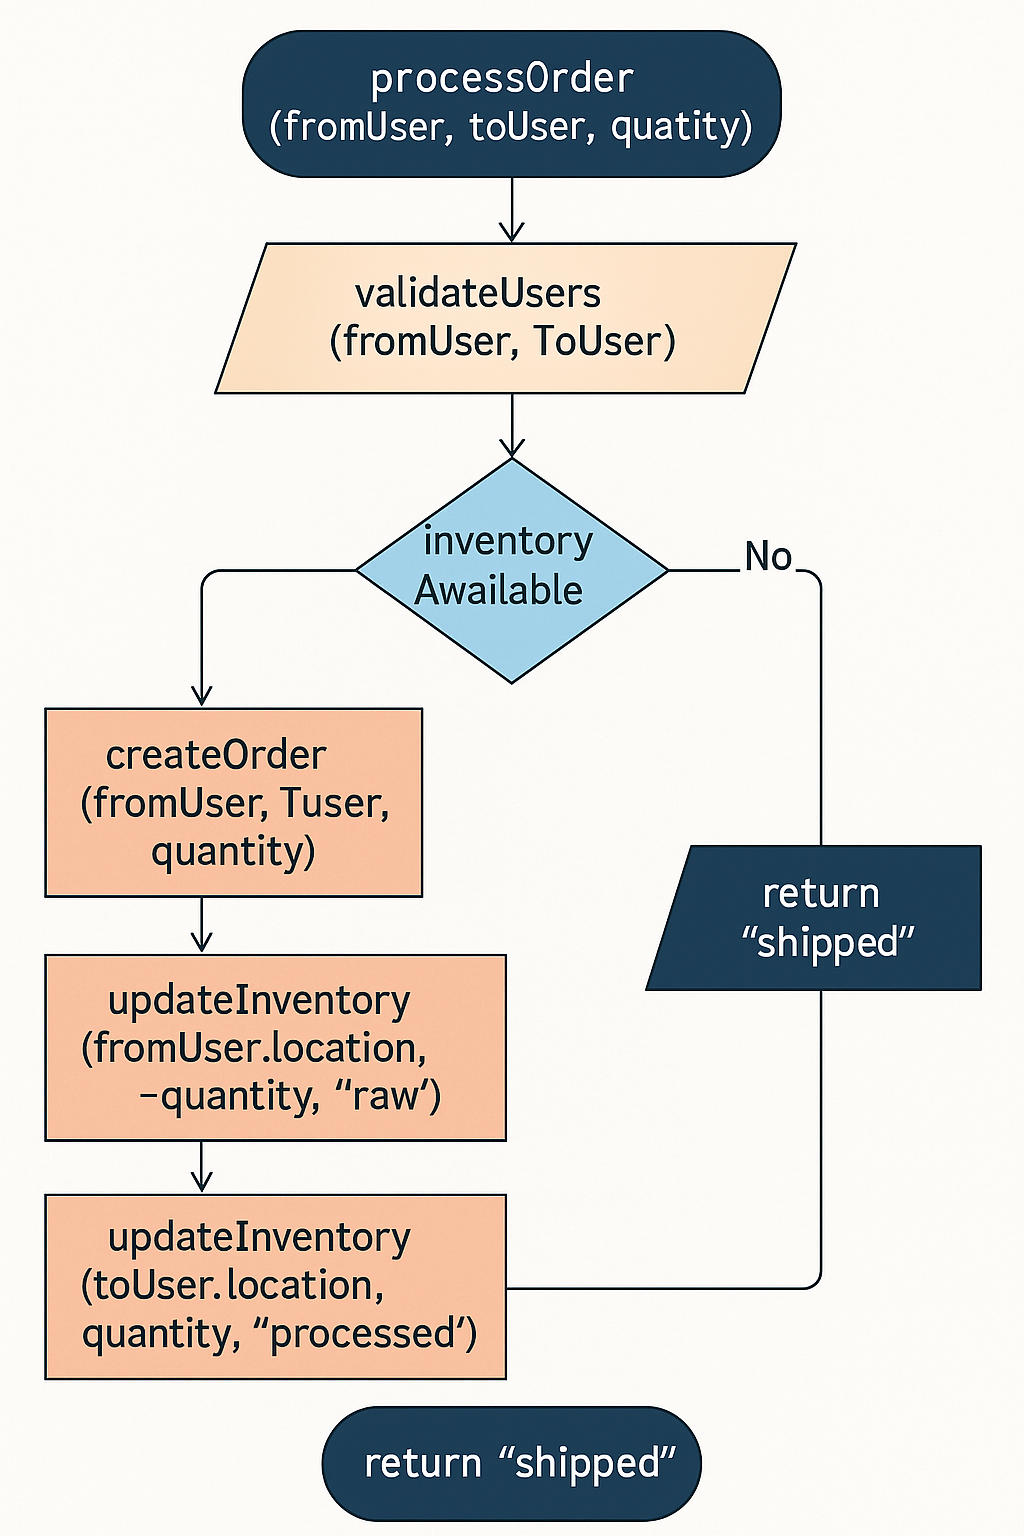 processOrder
(fromUser, toUser, quatity)
validateUsers
(fromUser, ToUser)
inventory
Awailable
No
createOrder
(fromUser, Tuser,
quantity)
updateInventory
(fromUser.location,
–quantity, “raw’)
updateInventory
(toUser.location,
quantity, “processed’)
return
“shipped”
return “shipped”